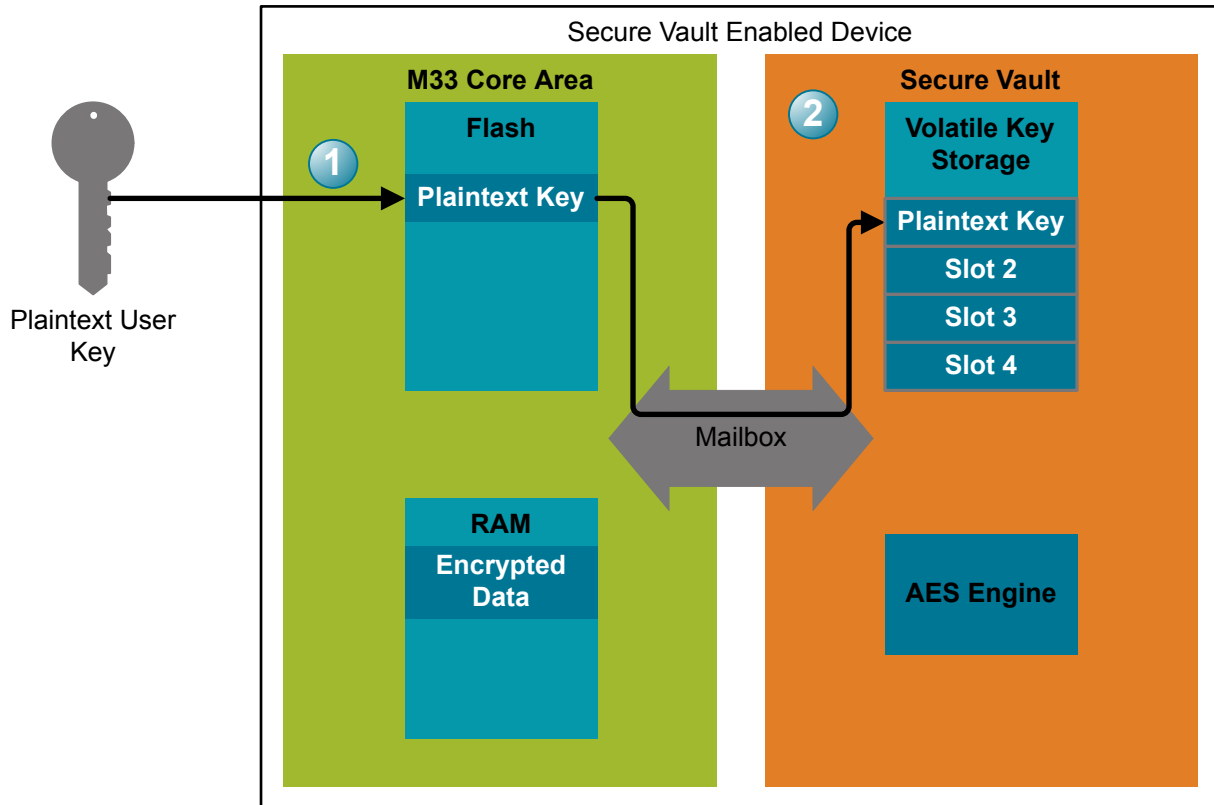 Secure Vault Enabled Device
M33 Core Area
Flash
1
Plaintext Key
Plaintext User
Key
Mailbox
RAM
Encrypted
Data
2
Secure Vault
Volatile Key
Storage
Plaintext Key
Slot 2
Slot 3
Slot 4
AES Engine